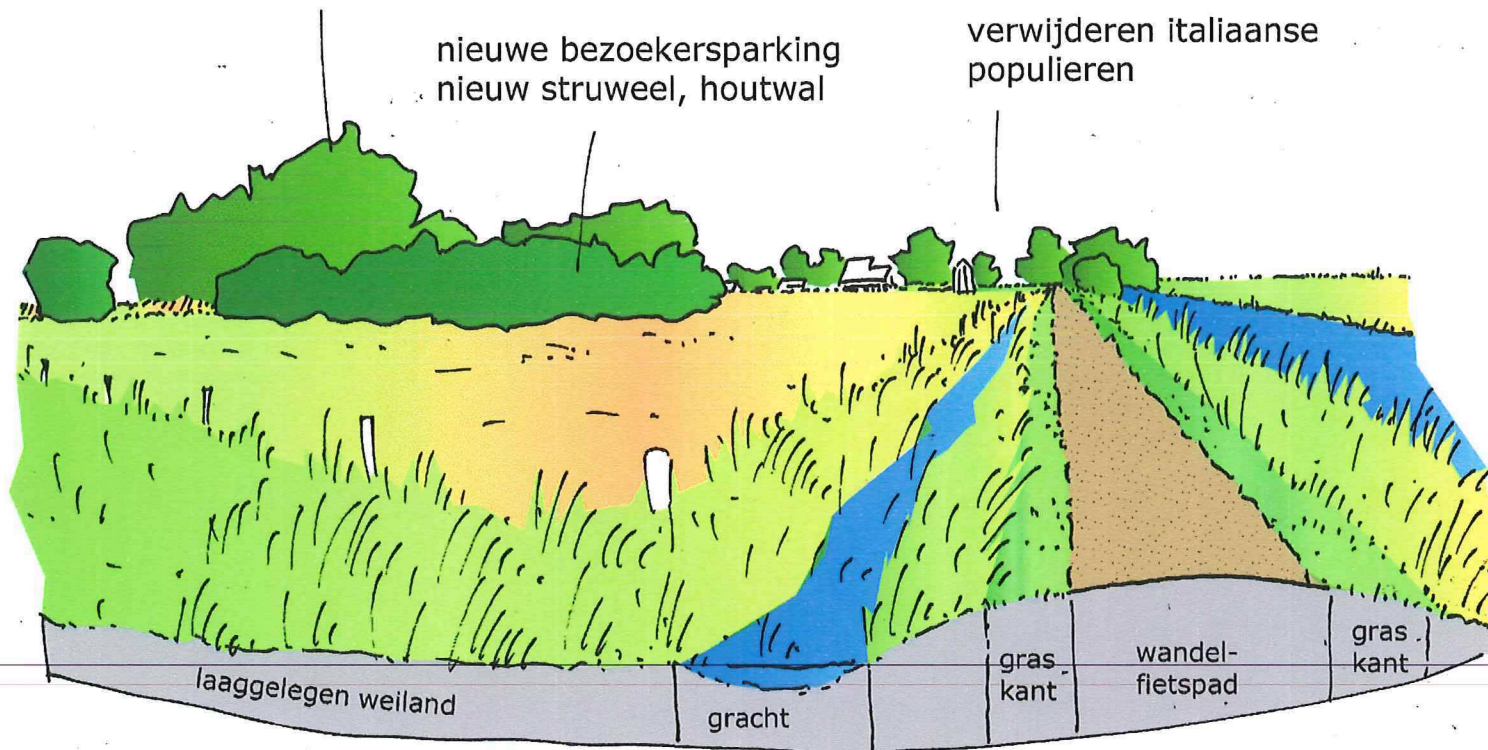 nieuwe bezoekersparking
nieuw struweel, houtwal
verwijderen italiaanse
populieren
laaggelegen weiland
gracht
gras
kant
wandel-
fietspad
gras
kant